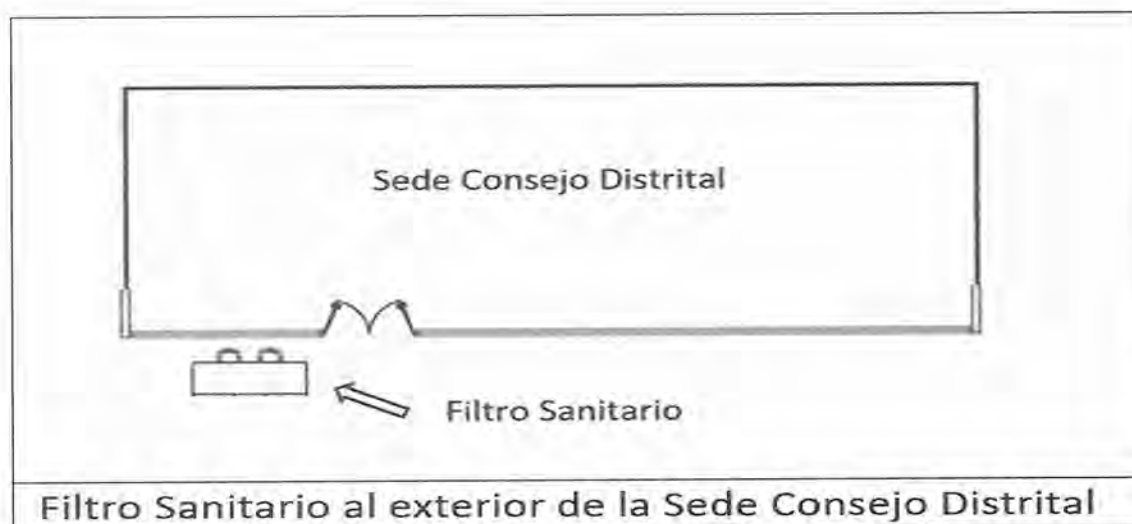 Sede Consejo Distrital
Filtro Sanitario
Filtro Sanitario al exterior de la Sede Consejo Distrital